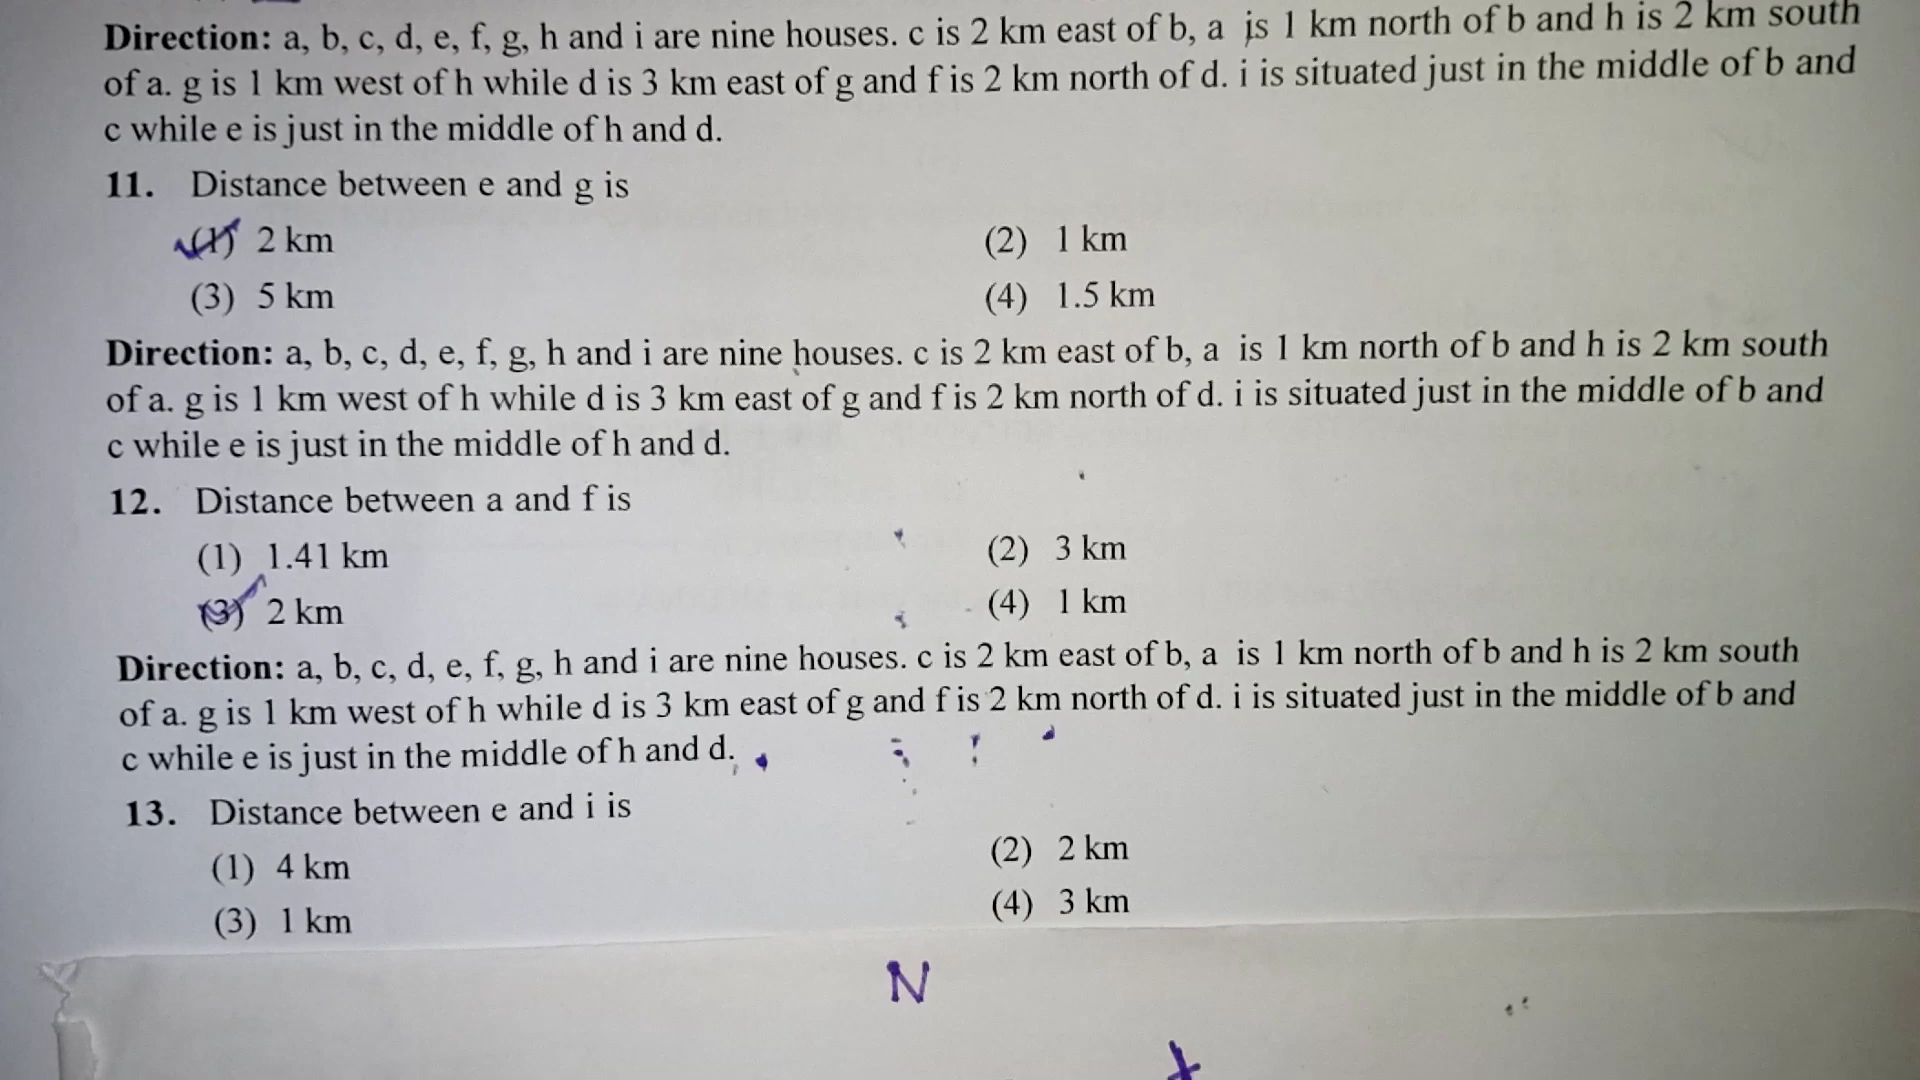 Direction: a, b, c, d, e, f, g, h and i are nine houses. c is 2 km east of b, a is 1 km north of b and h is 2 km south
of a. g is 1 km west of h while d is 3 km east of g and f is 2 km north of d. i is situated just in the middle of b and
c while e is just in the middle of h and d.
11. Distance between e and g is
(1) 2 km (2) 1 km
(3) 5 km (4) 1.5 km
Direction: a, b, c, d, e, f, g, h and i are nine houses. c is 2 km east of b, a is 1 km north of b and h is 2 km south
of a. g is 1 km west of h while d is 3 km east of g and f is 2 km north of d. i is situated just in the middle of b and
c while e is just in the middle of h and d.
12. Distance between a and f is
(1) 1.41 km (2) 3 km
(3) 2 km (4) 1 km
Direction: a, b, c, d, e, f, g, h and i are nine houses. c is 2 km east of b, a is 1 km north of b and h is 2 km south
of a. g is 1 km west of h while d is 3 km east of g and f is 2 km north of d. i is situated just in the middle of b and
c while e is just in the middle of h and d.
13. Distance between e and i is
(1) 4 km (2) 2 km
(3) 1 km (4) 3 km
N